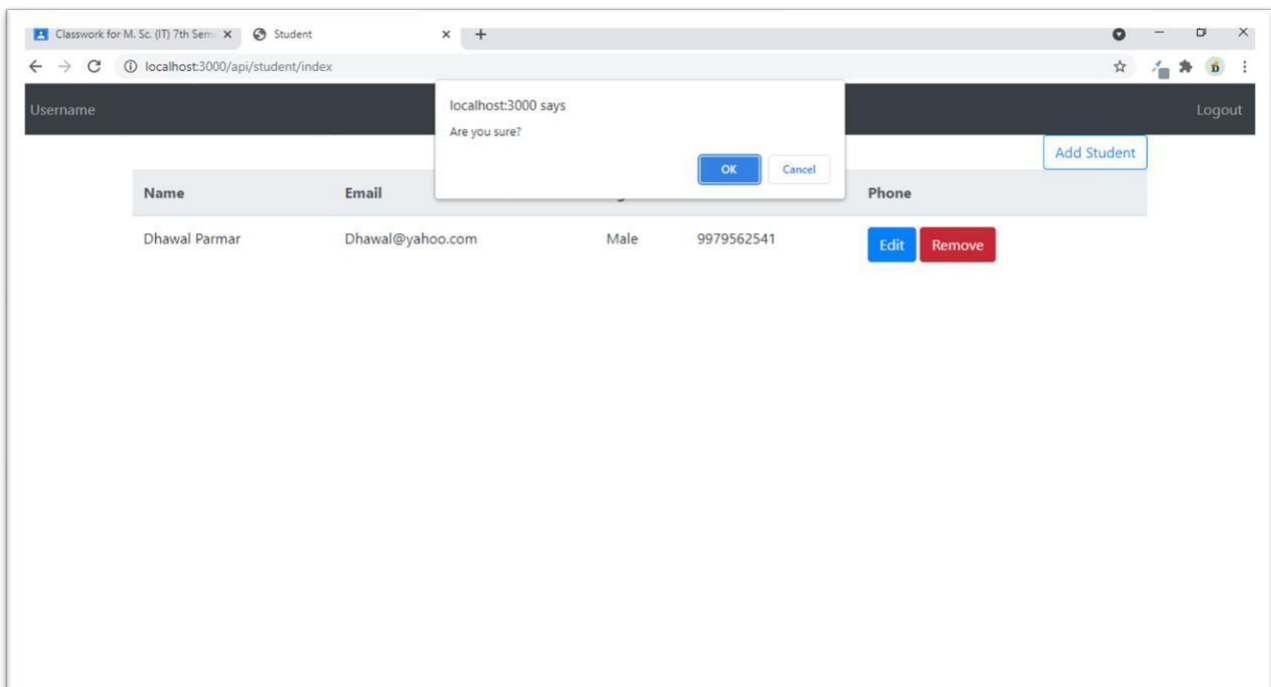 Classwork for M. Sc. (IT) 7th Sem
Student
localhost:3000/api/student/index
Username
localhost:3000 says
Logout
Are you sure?
OK
Cancel
Add Student
Name
Email
Phone
Dhawal Parmar
Dhawal@yahoo.com
Male
9979562541
Edit
Remove